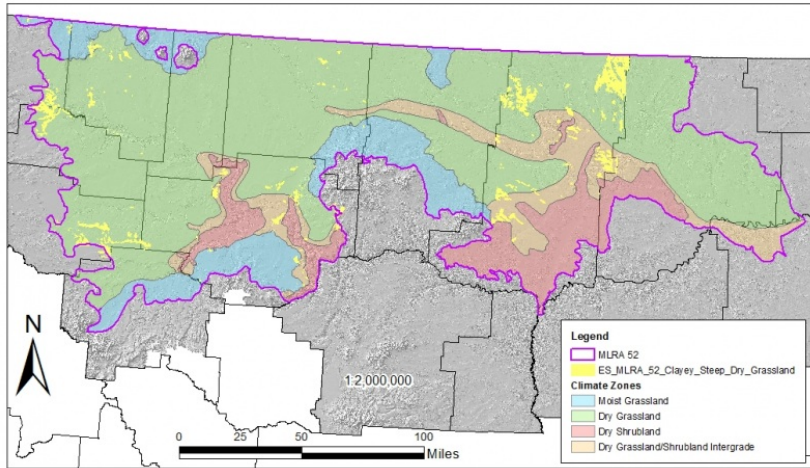 N
1:2,000,000
0 25 50 100
Miles
Legend
MLRA 52
ES_MLRA_52_Clayey_Steep_Dry_Grassland
Climate Zones
Moist Grassland
Dry Grassland
Dry Shrubland
Dry Grassland/Shrubland Intergrade